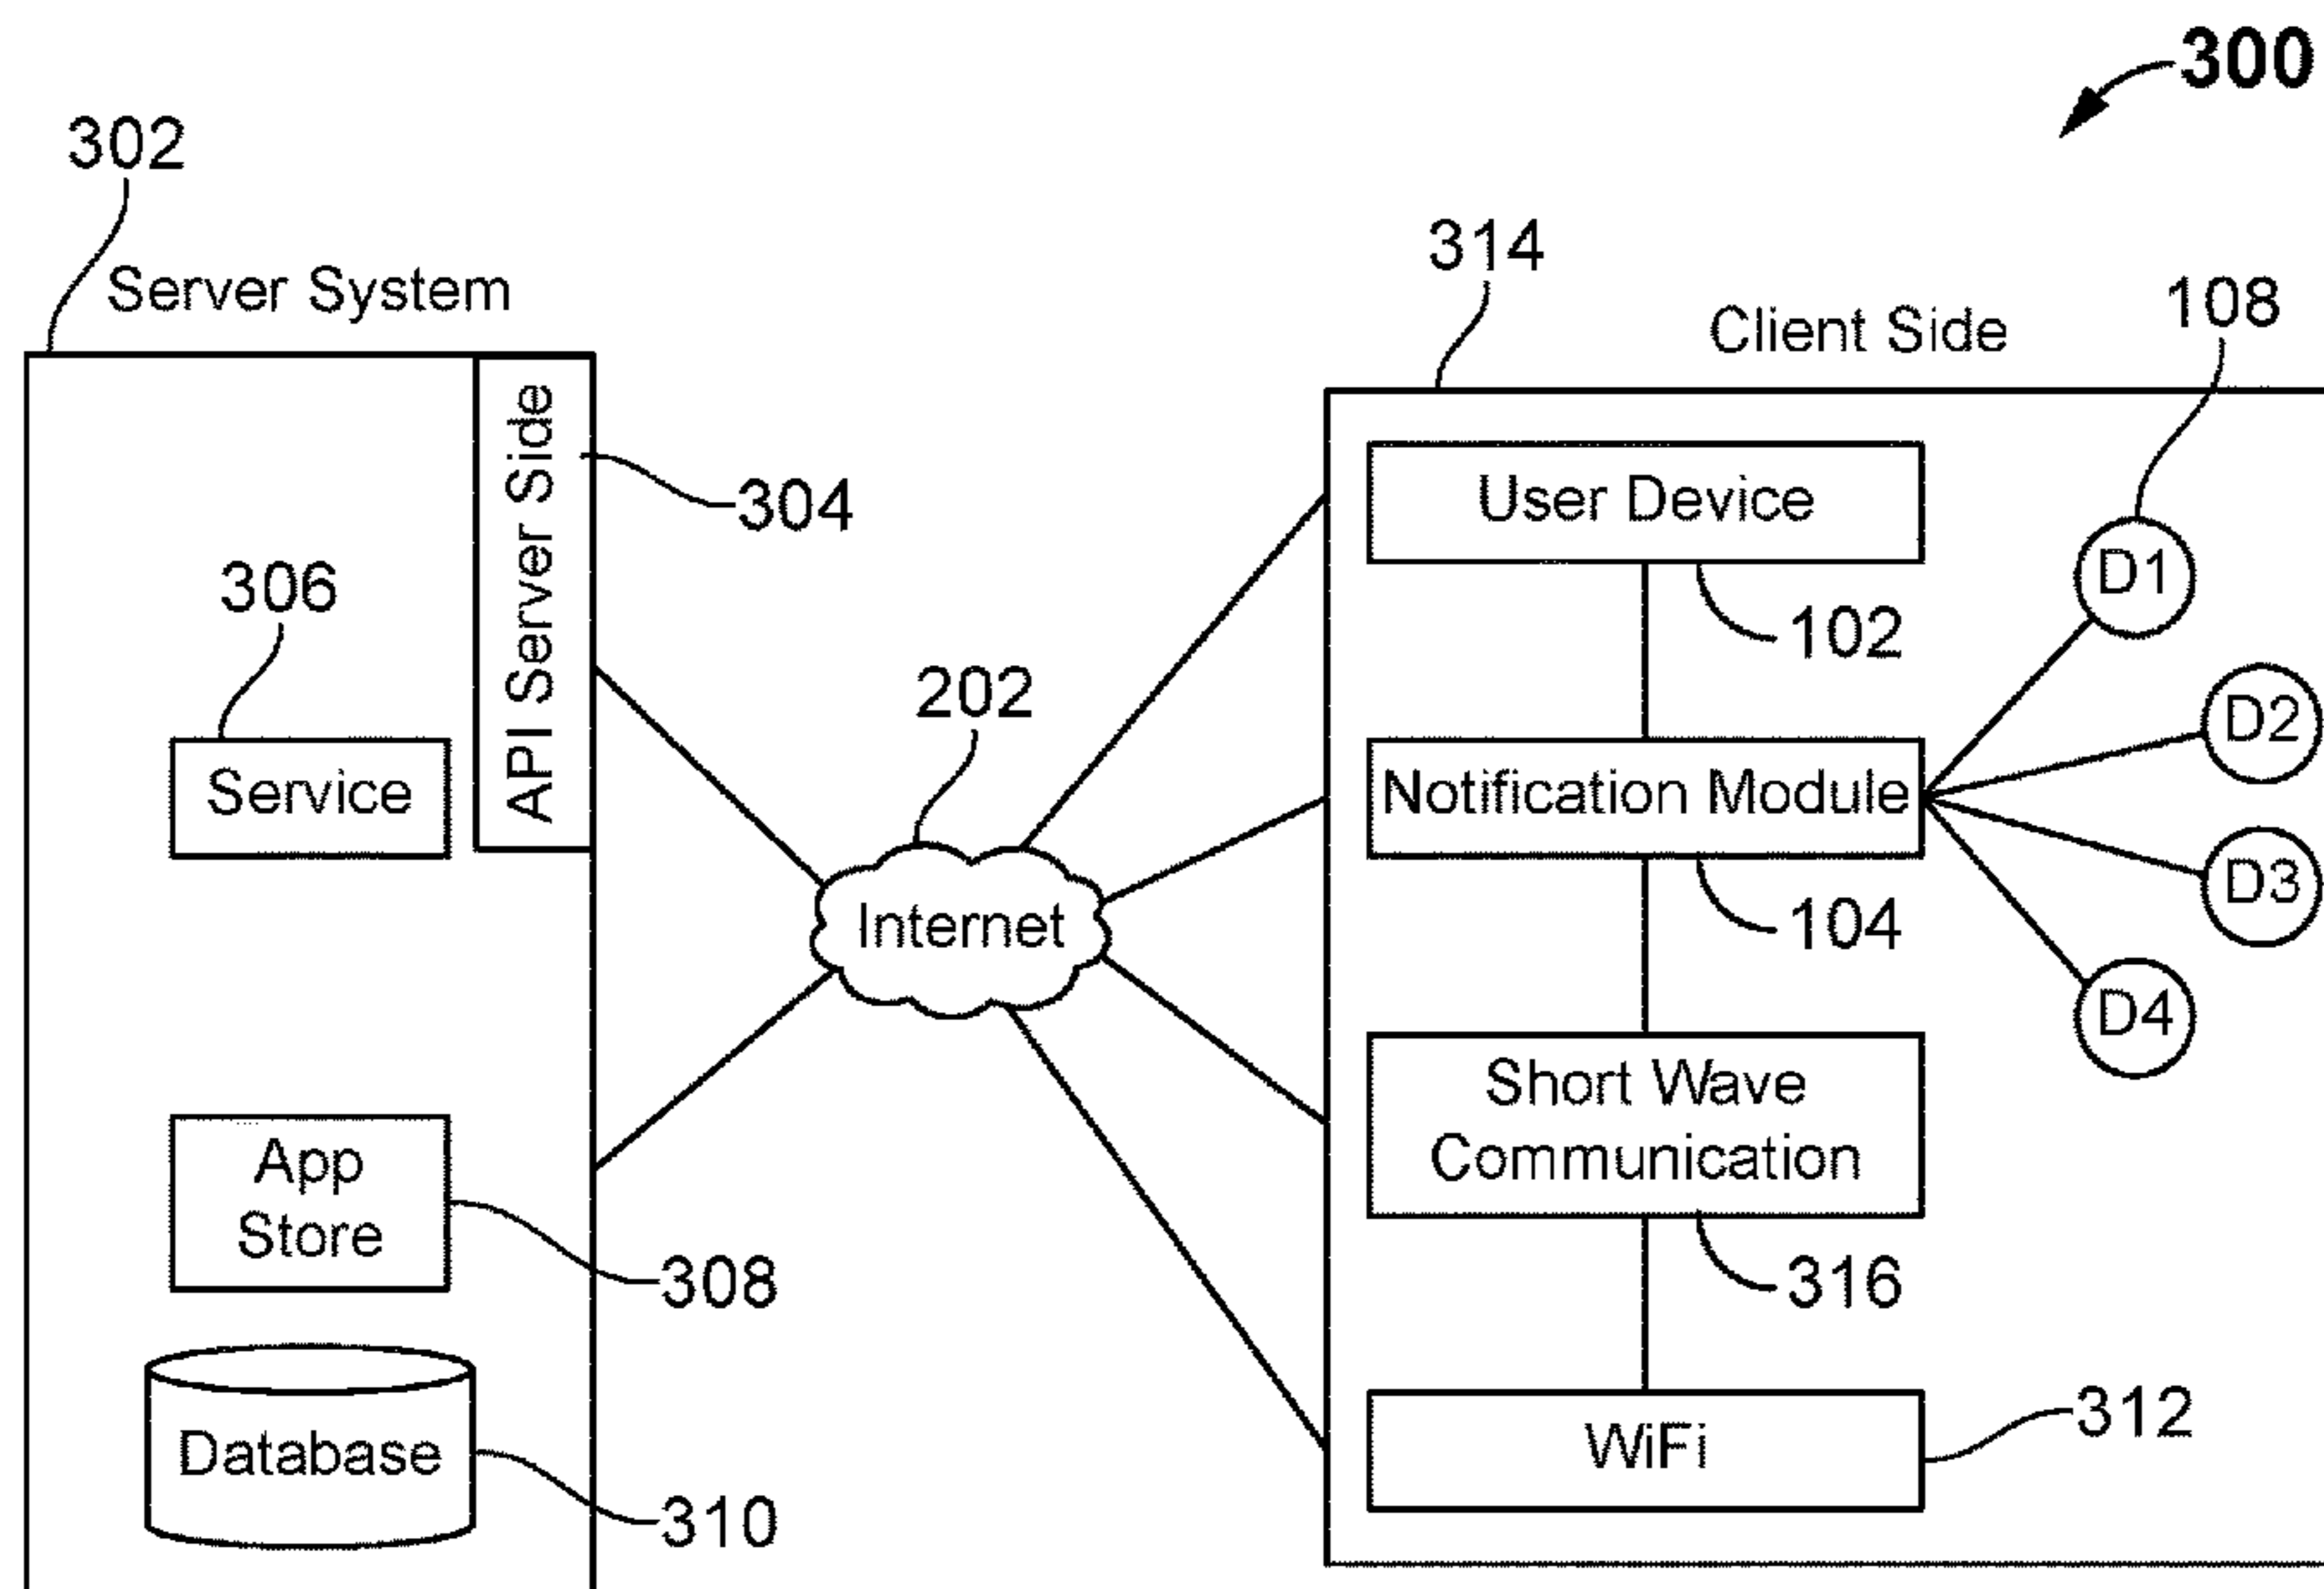 300
302
Server System
314
Client Side
108
API Server Side
304
306
Service
202
Internet
User Device
102
D1
D2
Notification Module
104
D3
D4
Short Wave
Communication
316
App
Store
308
WiFi
312
Database
310